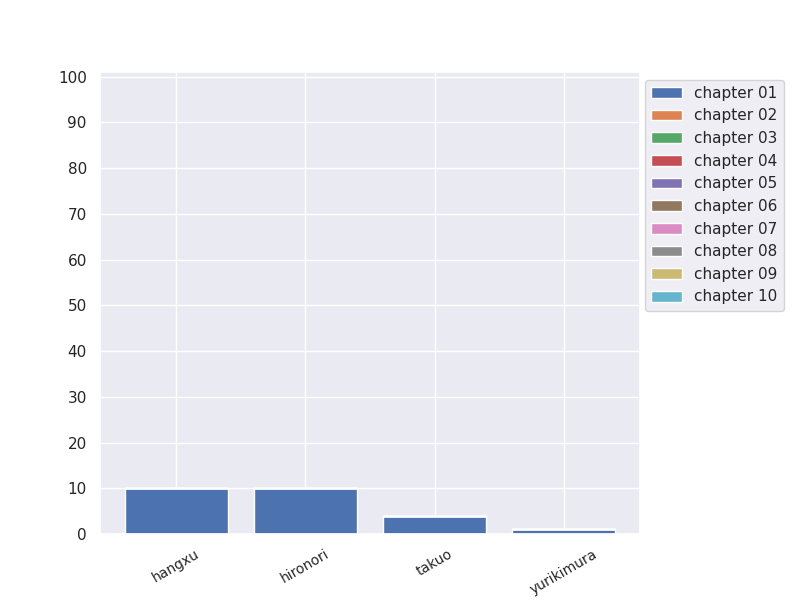 100
90
80
70
60
50
40
30
20
10
0
hangxu
hironori
takuo
yurikimura
chapter 01
chapter 02
chapter 03
chapter 04
chapter 05
chapter 06
chapter 07
chapter 08
chapter 09
chapter 10